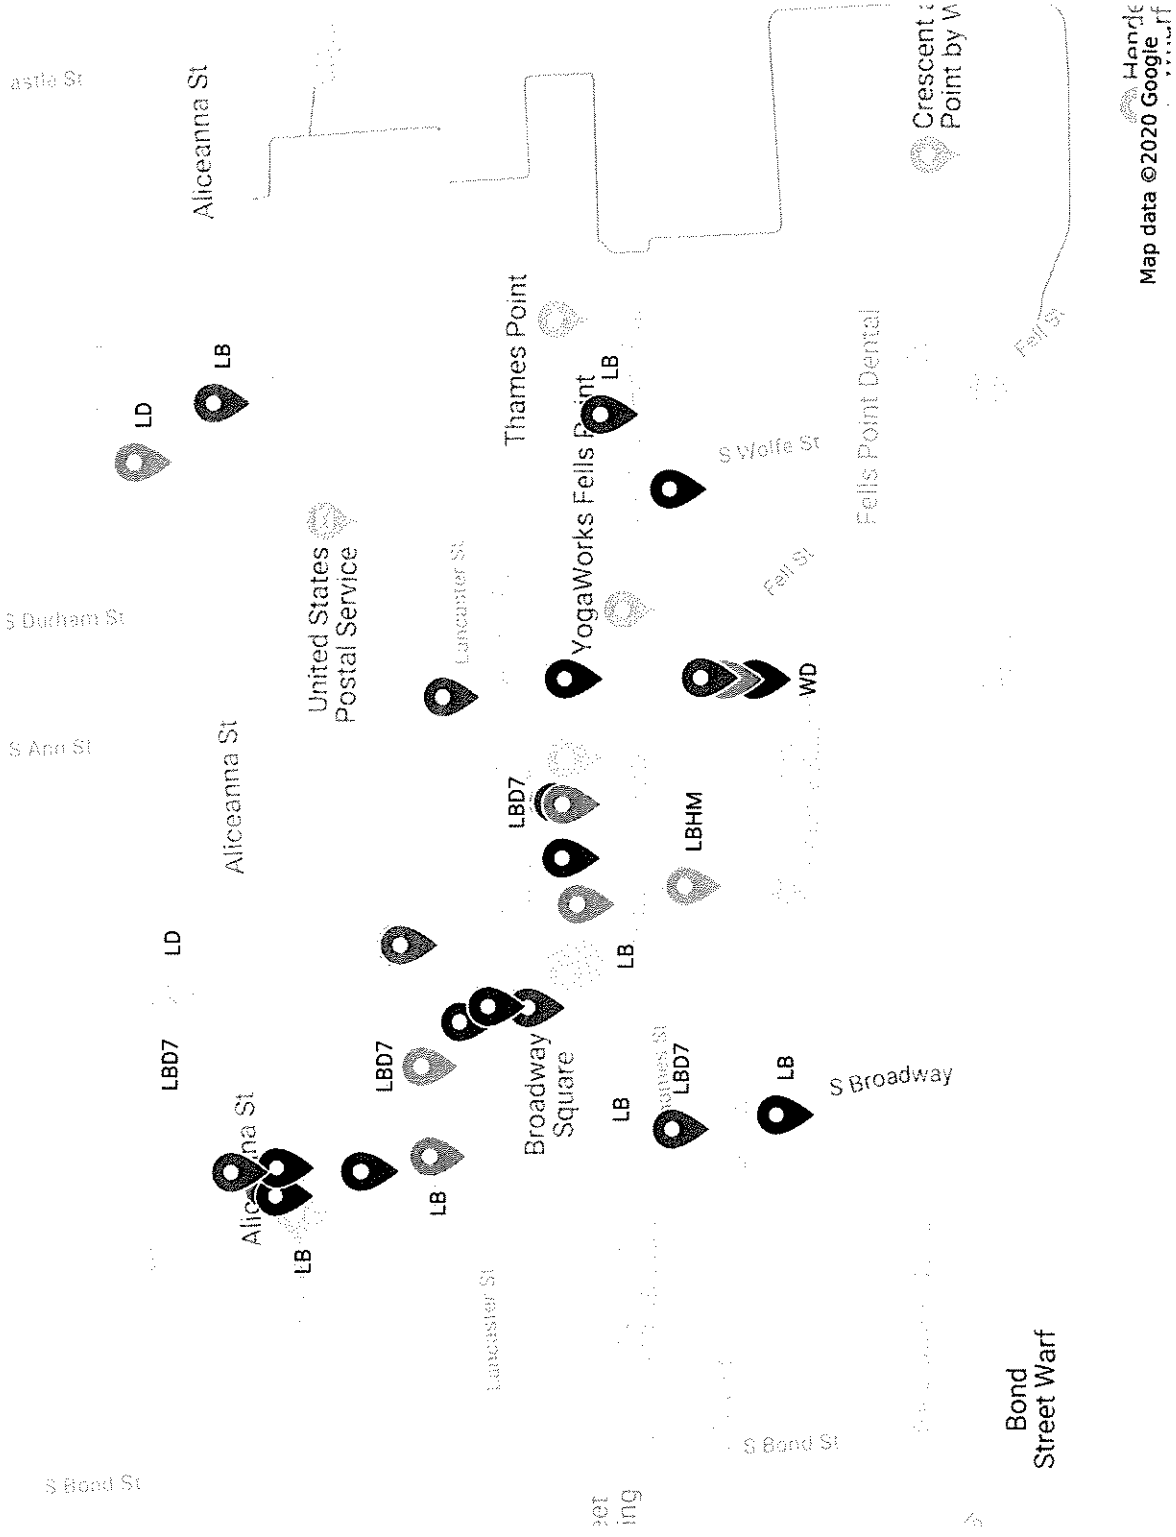 S Bond St
S Ann St
S Durham St
Aliceanna St
LB
LBD7
LD
Aliceanna St
LD
LB
Aliceanna St
United States
Postal Service
Lancaster St
LB
LBD7
Lancaster St
Broadway
Square
LBD7
YogaWorks Fells Point
Thames Point
LB
LB
LB
LBD7
LBHM
S Wolfe St
S Bond St
S Broadway
LB
WD
Fell St
Fells Point Dental
Crescent
Point by W
Bond
Street Warf
Fell St
Map data ©2020 Google